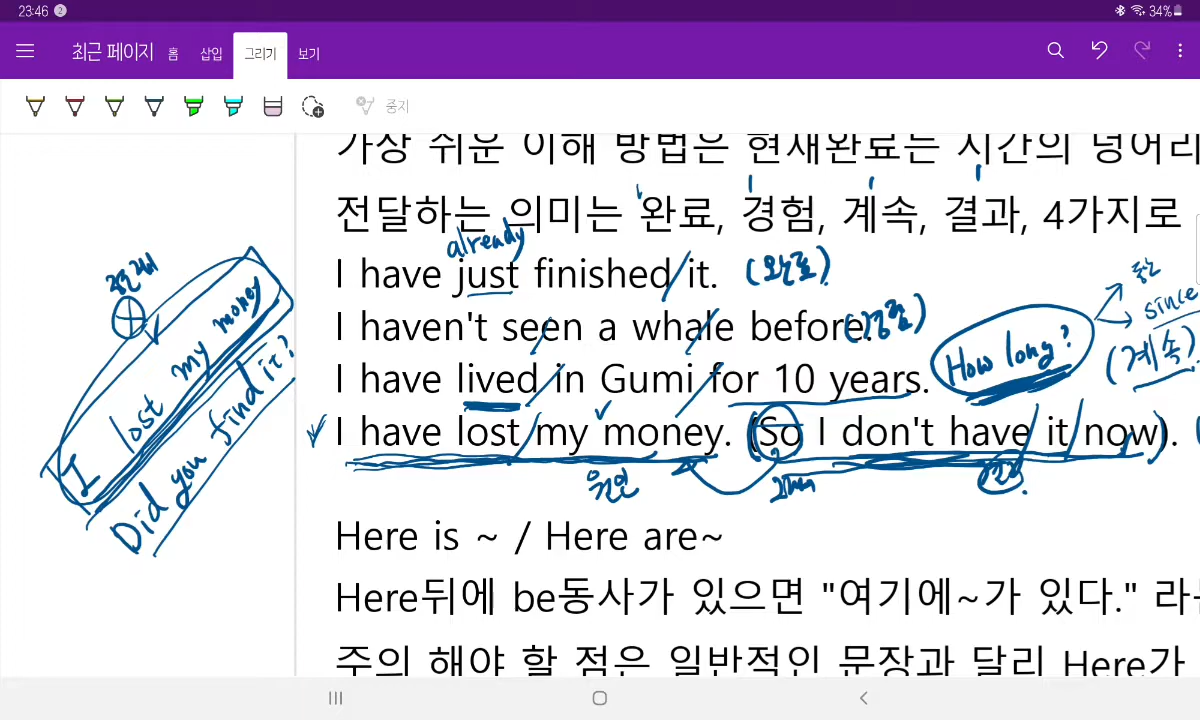 23:46 2 34%
최근 페이지 홈 삽입 그리기 보기
중지
가장 쉬운 이해 방법은 현재완료는 시간의 덩어리
전달하는 의미는 완료, 경험, 계속, 결과, 4가지로
already
I have just finished it. (완료)
I haven't seen a whale before. (경험)
How long?
since
(계속)
I have lived in Gumi for 10 years.
I have lost my money. (So I don't have it now).
원인
그래서
I lost my money
Did you find it?
Here is ~ / Here are~
Here뒤에 be동사가 있으면 "여기에~가 있다." 라
주의 해야 할 점은 일반적인 문장과 달리 Here가